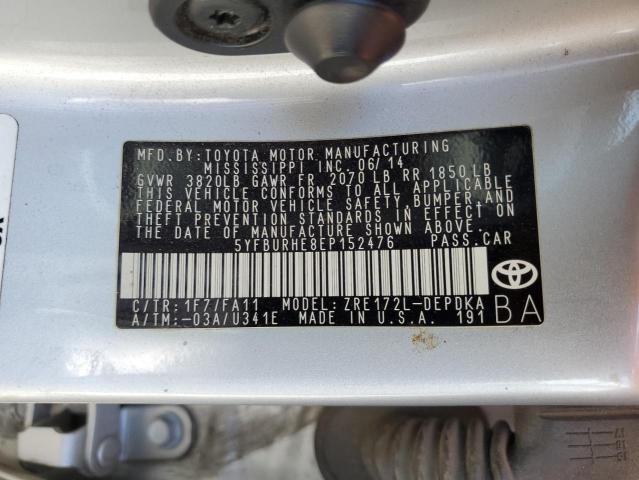 MFD.BY:TOYOTA MOTOR MANUFACTURING
MISSISSIPPI INC.06/14
GVWR 3820LB GAWR FR 2070 LB RR 1850 LB
THIS VEHICLE CONFORMS TO ALL APPLICABLE
FEDERAL MOTOR VEHICLE SAFETY, BUMPER, AND
THEFT PREVENTION STANDARDS IN EFFECT ON
THE DATE OF MANUFACTURE SHOWN ABOVE.
5YFBURHE8EP152476 PASS.CAR
C/TR:1F7/FA11 MODEL:ZRE172L-DEPDKA
A/TM:-03A/U341E MADE IN U.S.A. 191
BA